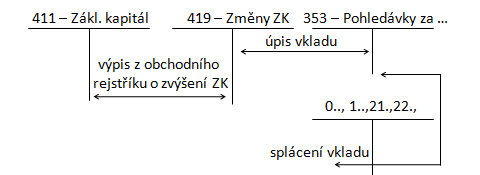 411 – Zákl. kapitál
419 – Změny ZK
353 – Pohledávky za ...
úpis vkladu
výpis z obchodního
rejstříku o zvýšení ZK
0.., 1..,21.,22.,
splácení vkladu